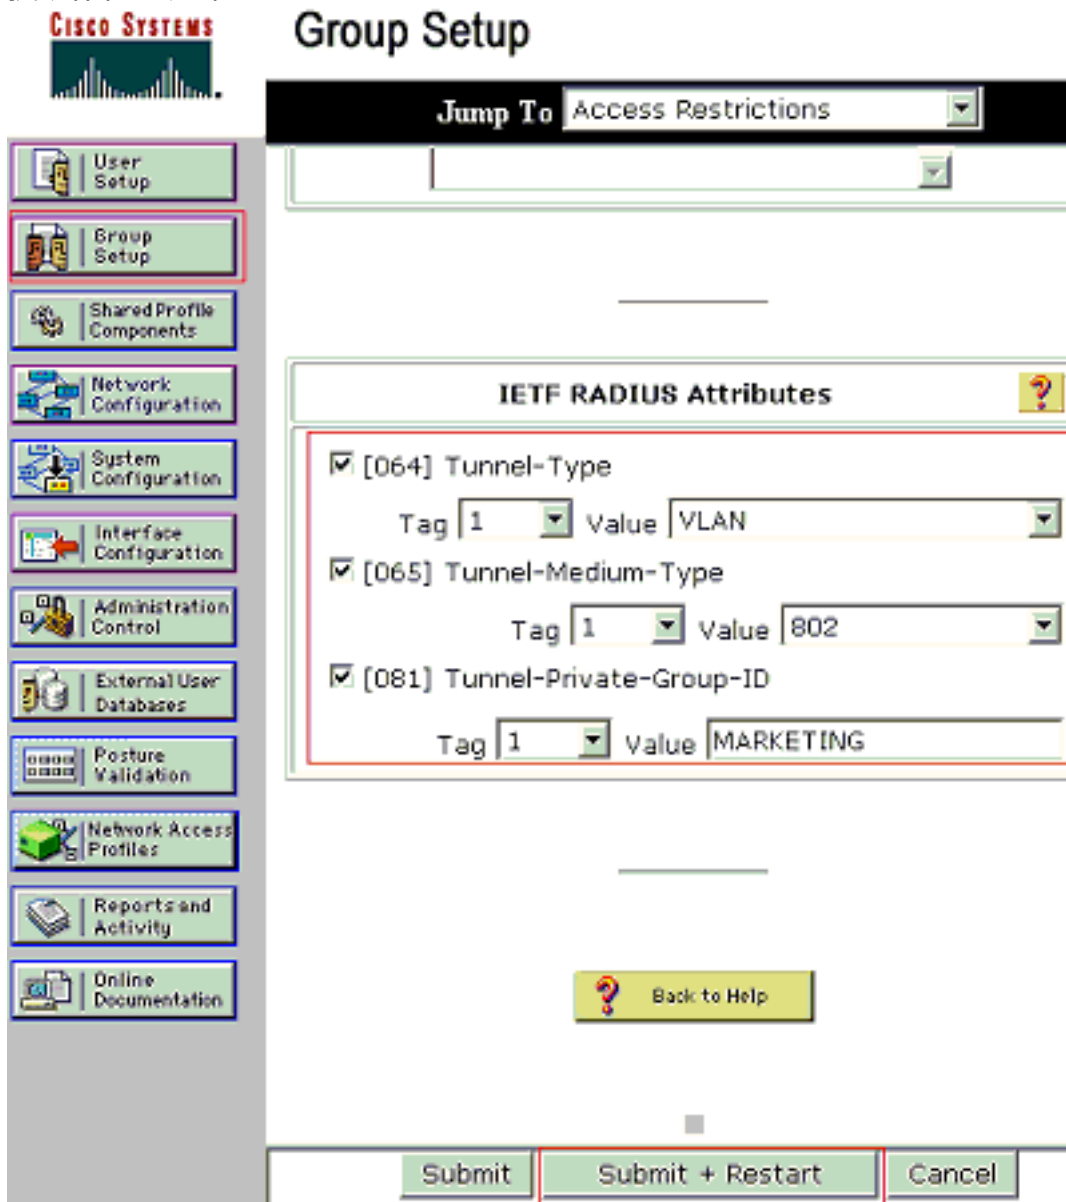 CISCO SYSTEMS
Group Setup
Jump To Access Restrictions
User
Setup
Group
Setup
Shared Profile
Components
Network
Configuration
System
Configuration
Interface
Configuration
Administration
Control
External User
Databases
Posture
Validation
Network Access
Profiles
Reports and
Activity
Online
Documentation
IETF RADIUS Attributes
?
[064] Tunnel-Type
Tag 1 Value VLAN
[065] Tunnel-Medium-Type
Tag 1 Value 802
[081] Tunnel-Private-Group-ID
Tag 1 Value MARKETING
? Back to Help
Submit Submit + Restart Cancel